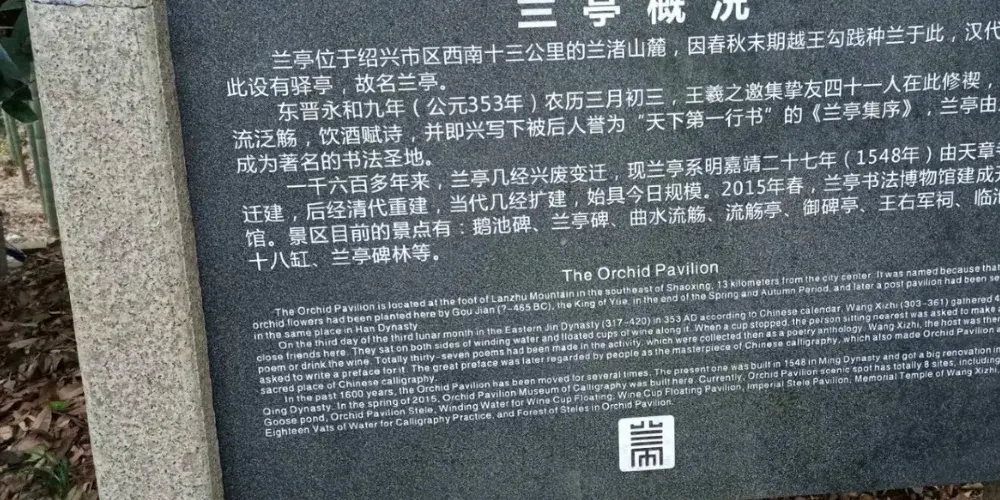 兰亭概况
兰亭位于绍兴市区西南十三公里的兰渚山麓，因春秋末期越王勾践种兰于此，汉代
此设有驿亭，故名兰亭。
东晋永和九年（公元353年）农历三月初三，王羲之邀集挚友四十一人在此修禊，
流泛觞，饮酒赋诗，并即兴写下被后人誉为“天下第一行书”的《兰亭集序》，兰亭由
成为著名的书法圣地。
一千六百多年来，兰亭几经兴废变迁，现兰亭系明嘉靖二十七年（1548年）由天章
迁建，后经清代重建，当代几经扩建，始具今日规模。2015年春，兰亭书法博物馆建成
馆。景区目前的景点有：鹅池碑、兰亭碑、曲水流觞、流觞亭、御碑亭、王右军祠、临池
十八缸、兰亭碑林等。
The Orchid Pavilion
The Orchid Pavilion is located at the foot of Lanzhu Mountain in the southeast of Shaoxing, 13 kilometers from the city center. It was named because that
orchid flowers had been planted here by Gou Jian (?-465 BC), the King of Yue, in the end of the Spring and Autumn Period, and later a post pavilion had been se
in the same place in Han Dynasty.
On the third day of the third lunar month in the Eastern Jin Dynasty (317-420) in 353 AD according to Chinese calendar, Wang Xizhi (303-361) gathered 4
close friends here. They sat on both sides of winding water and floated cups of wine along it. When a cup stopped, the person sitting nearest was asked to make
poem or drink the wine. Totally thirty-seven poems had been made in the activity, which were collected then as a poetry anthology. Wang Xizhi, the host was then
asked to write a preface for it. The great preface was later regarded by people as the masterpiece of Chinese calligraphy, which also made Orchid Pavilion
sacred place of Chinese calligraphy.
In the past 1600 years, the Orchid Pavilion has been moved for several times. The present one was built in 1548 in Ming Dynasty and got a big renovation in
Qing Dynasty. In the spring of 2015, Orchid Pavilion Museum of Calligraphy was built here. Currently, Orchid Pavilion scenic spot has totally 8 sites, including
Goose pond, Orchid Pavilion Stele, Winding Water for Wine Cup Floating, Wine Cup Floating Pavilion, Imperial Stele Pavilion, Memorial Temple of Wang Xizhi,
Eighteen Vats of Water for Calligraphy Practice, and Forest of Steles in Orchid Pavilion.